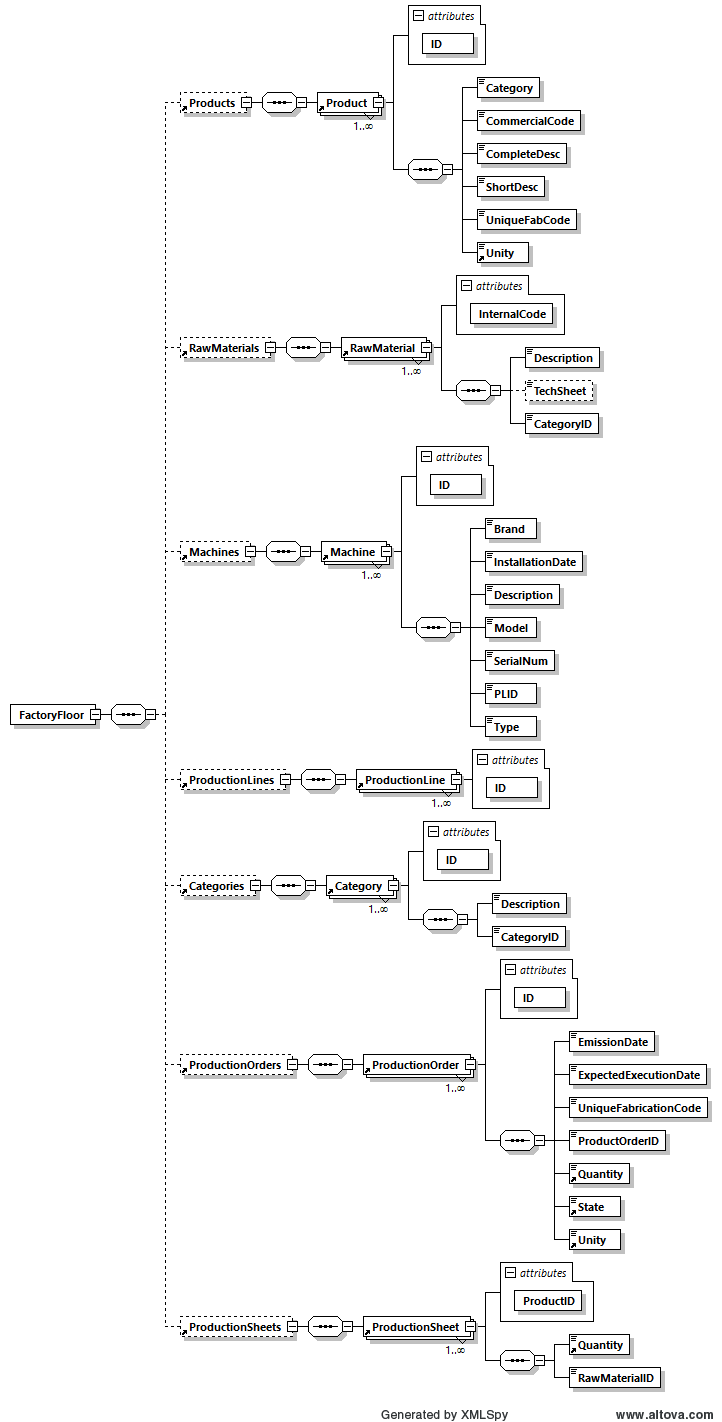 attributes
ID
Products
Product
1..∞
Category
CommercialCode
CompleteDesc
ShortDesc
UniqueFabCode
Unity
attributes
InternalCode
RawMaterials
RawMaterial
1..∞
Description
TechSheet
CategoryID
attributes
ID
Machines
Machine
1..∞
Brand
InstallationDate
Description
Model
SerialNum
PLID
Type
FactoryFloor
attributes
ID
ProductionLines
ProductionLine
1..∞
attributes
ID
Categories
Category
1..∞
Description
CategoryID
attributes
ID
ProductionOrders
ProductionOrder
1..∞
EmissionDate
ExpectedExecutionDate
UniqueFabricationCode
ProductOrderID
Quantity
State
Unity
attributes
ProductID
ProductionSheets
ProductionSheet
1..∞
Quantity
RawMaterialID
Generated by XMLSpy www.altova.com